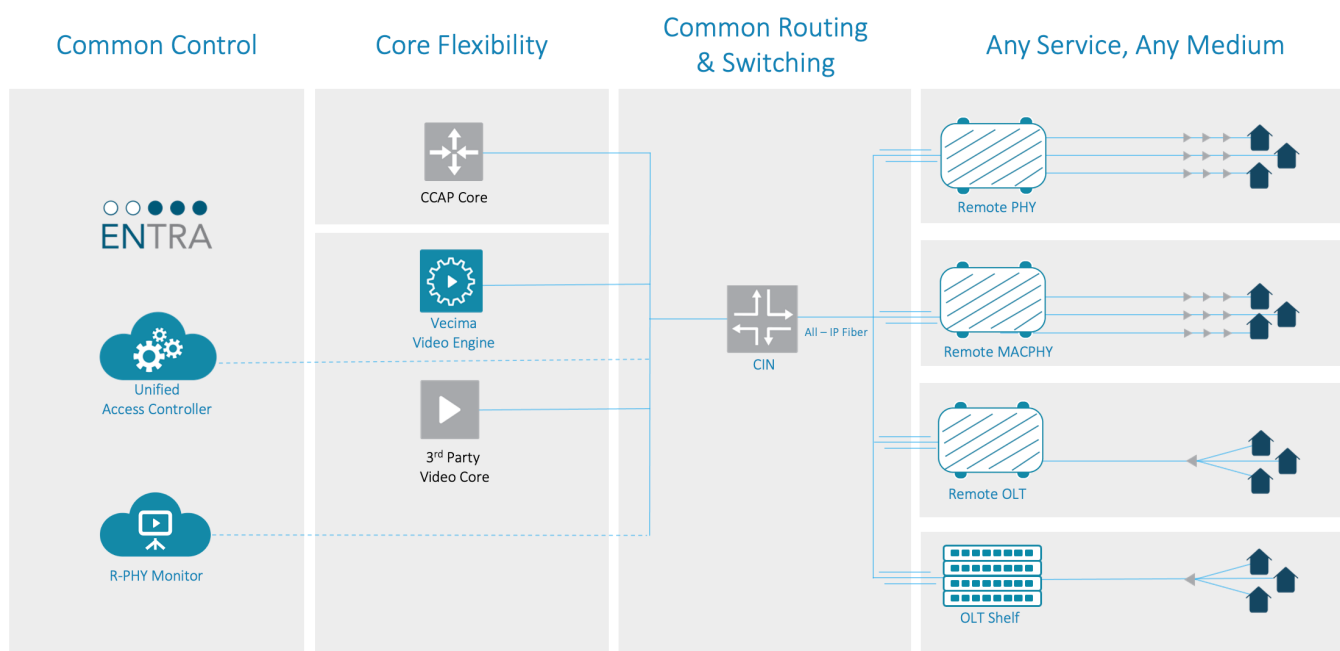 Common Control
Core Flexibility
Common Routing
& Switching
Any Service, Any Medium
ENTRA
Unified
Access Controller
R-PHY Monitor
CCAP Core
Vecima
Video Engine
3rd Party
Video Core
CIN
All – IP Fiber
Remote PHY
Remote MACPHY
Remote OLT
OLT Shelf